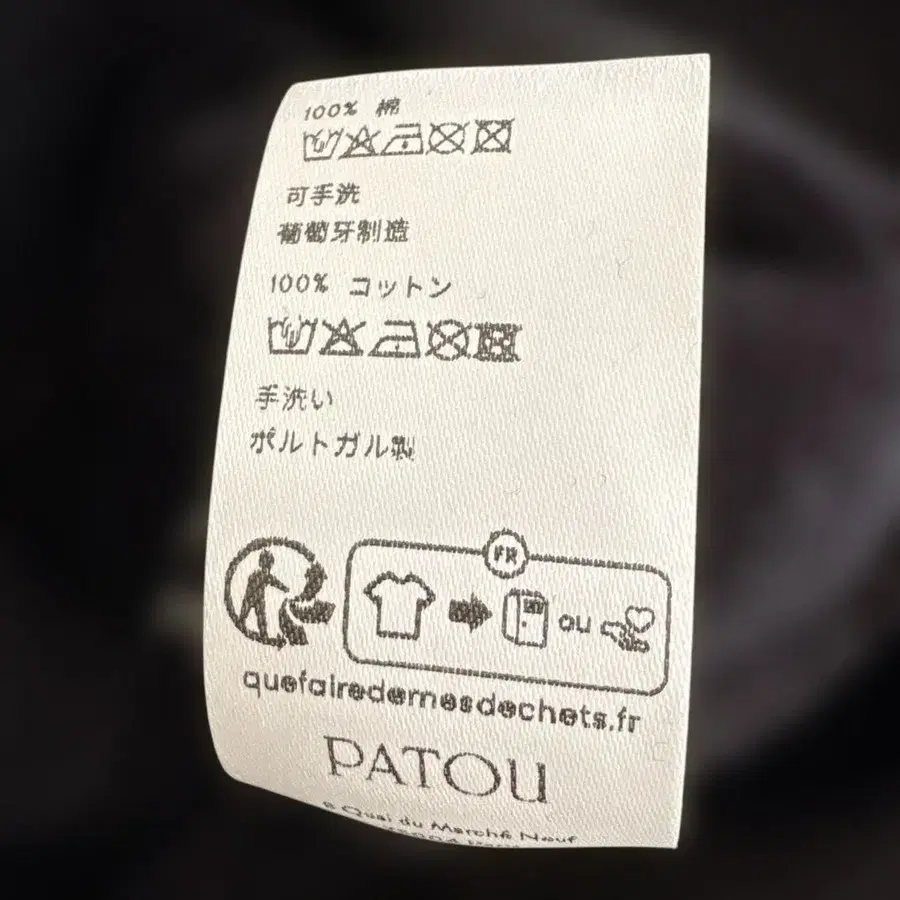 100% 棉
可手洗
葡萄牙制造
100% コットン
手洗い
ポルトガル製
FR
ou
quefairedemesdechets.fr
PATOU
8 Quai du Marché Neuf